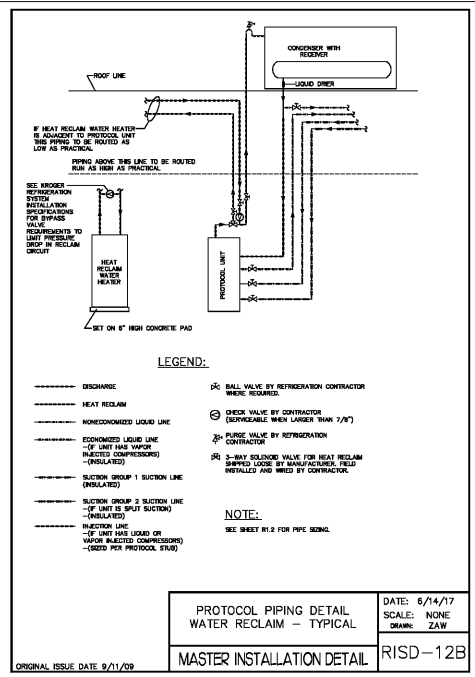 CONDENSER WITH
RECEIVER
LIQUID DRIER
ROOF LINE
IF HEAT RECLAIM WATER HEATER
IS ADJACENT TO PROTOCOL UNIT
THIS PIPING TO BE ROUTED AS
LOW AS PRACTICAL
PIPING ABOVE THIS LINE TO BE ROUTED
RUN AS HIGH AS PRACTICAL
SEE KROGER
REFRIGERATION
SYSTEM
INSTALLATION
SPECIFICATIONS
FOR BYPASS
VALVE
REQUIREMENTS TO
LIMIT PRESSURE
DROP IN RECLAIM
CIRCUIT
HEAT
RECLAIM
WATER
HEATER
PROTOCOL UNIT
SET ON 6" HIGH CONCRETE PAD
LEGEND:
DISCHARGE
HEAT RECLAIM
NONECONOMIZED LIQUID LINE
ECONOMIZED LIQUID LINE
-(IF UNIT HAS VAPOR
INJECTED COMPRESSORS)
-(INSULATED)
SUCTION GROUP 1 SUCTION LINE
(INSULATED)
SUCTION GROUP 2 SUCTION LINE
-(IF UNIT IS SPLIT SUCTION)
-(INSULATED)
INJECTION LINE
-(IF UNIT HAS LIQUID OR
VAPOR INJECTED COMPRESSORS)
-(SIZED PER PROTOCOL STUB)
BALL VALVE BY REFRIGERATION CONTRACTOR
WHERE REQUIRED.
CHECK VALVE BY CONTRACTOR
(SERVICEABLE WHEN LARGER THAN 7/8")
PURGE VALVE BY REFRIGERATION
CONTRACTOR
3-WAY SOLENOID VALVE FOR HEAT RECLAIM
SHIPPED LOOSE BY MANUFACTURER. FIELD
INSTALLED AND WIRED BY CONTRACTOR.
NOTE:
SEE SHEET R1.2 FOR PIPE SIZING.
PROTOCOL PIPING DETAIL
WATER RECLAIM - TYPICAL
DATE: 6/14/17
SCALE: NONE
DRAWN: ZAW
MASTER INSTALLATION DETAIL
RISD-12B
ORIGINAL ISSUE DATE 9/11/09